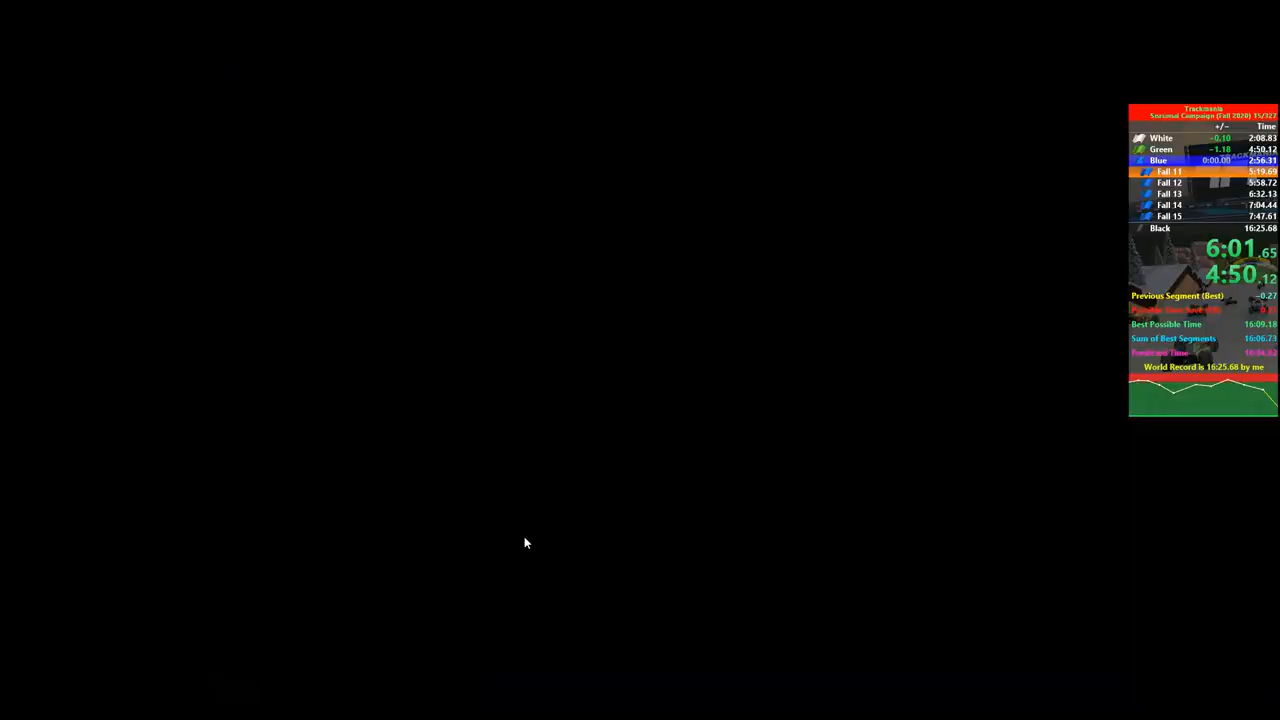 Trackmania
Seasonal Campaign (Fall 2020) 15/327
+/- Time
White −0.10 2:08.83
Green −1.18 4:50.12
Blue 0:00.00 2:56.31
Fall 11 5:19.69
Fall 12 5:58.72
Fall 13 6:32.13
Fall 14 7:04.44
Fall 15 7:47.61
Black 16:25.68
6:01.65
4:50.12
Previous Segment (Best) −0.27
Best Possible Time 16:09.18
Sum of Best Segments 16:06.73
World Record is 16:25.68 by me